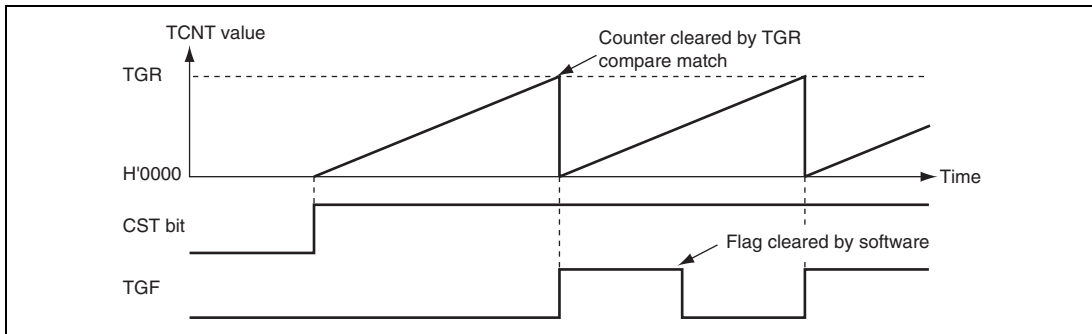 TCNT value
Counter cleared by TGR
compare match
TGR
H'0000
Time
CST bit
Flag cleared by software
TGF